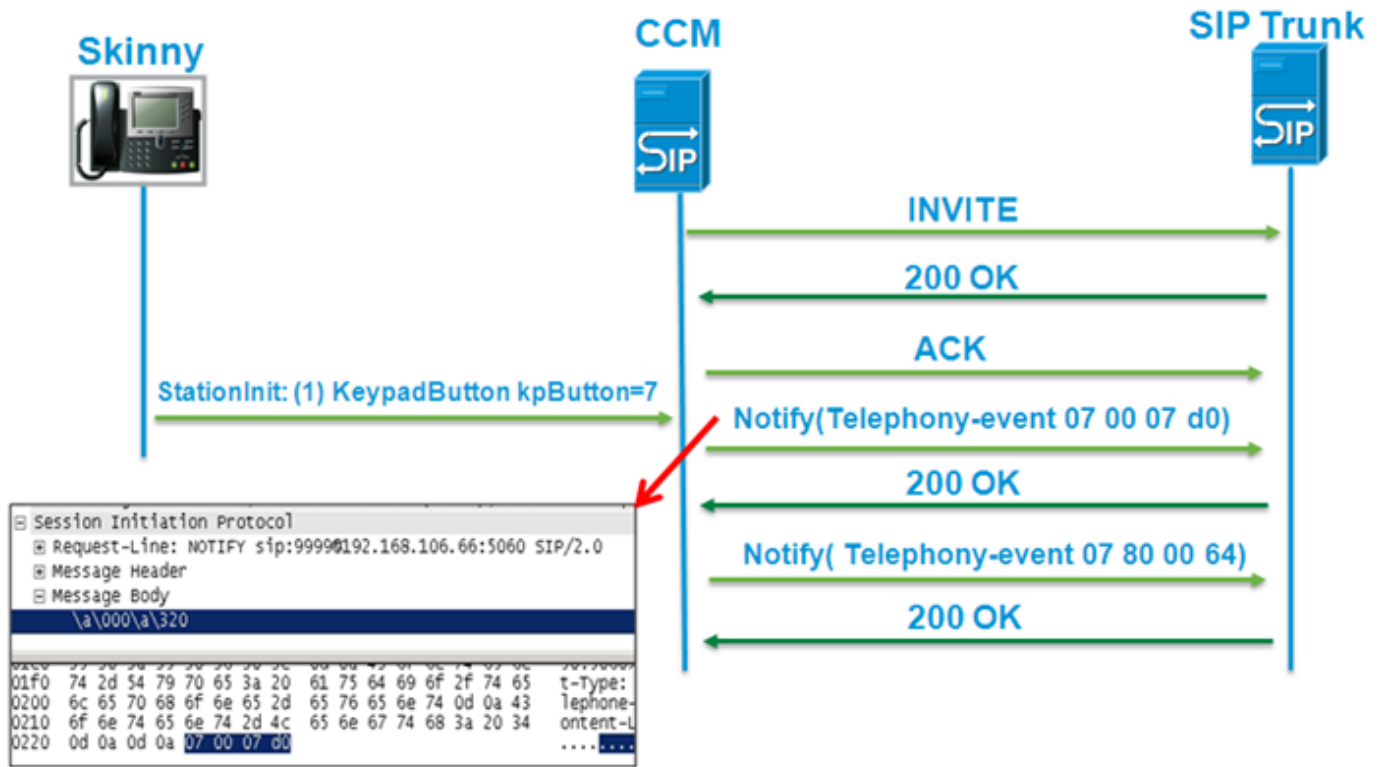 Skinny
CCM
SIP Trunk
SIP
SIP
INVITE
200 OK
ACK
StationInit: (1) KeypadButton kpButton=7
Notify(Telephony-event 07 00 07 d0)
200 OK
Notify( Telephony-event 07 80 00 64)
200 OK
Session Initiation Protocol
Request-Line: NOTIFY sip:9999@192.168.106.66:5060 SIP/2.0
Message Header
Message Body
\a\000\a\320
01f0 74 2d 54 79 70 65 3a 20 61 75 64 69 6f 2f 74 65 t-Type:
0200 6c 65 70 68 6f 6e 65 2d 65 76 65 6e 74 0d 0a 43 lephone-
0210 6f 6e 74 65 6e 74 2d 4c 65 6e 67 74 68 3a 20 34 ontent-L
0220 0d 0a 0d 0a 07 00 07 d0 ........